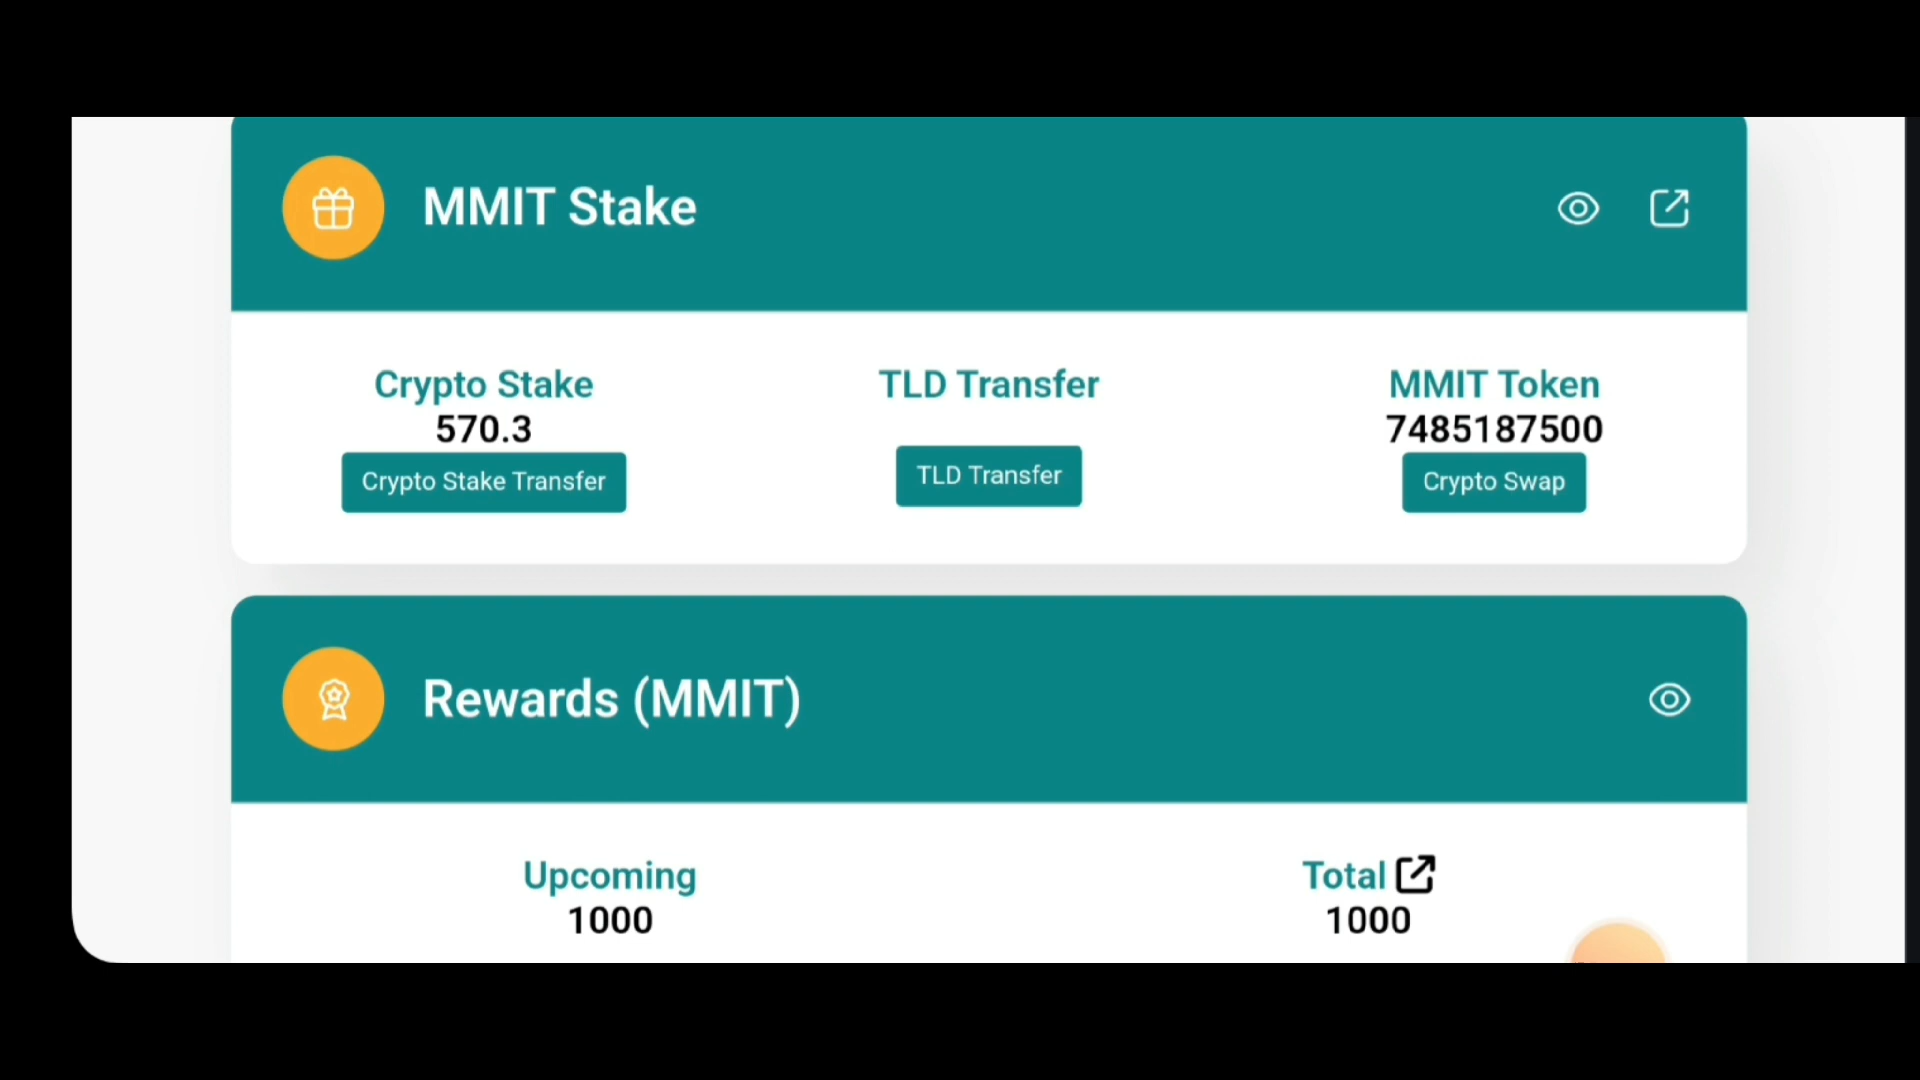 MMIT Stake
Crypto Stake
570.3
Crypto Stake Transfer
TLD Transfer
TLD Transfer
MMIT Token
7485187500
Crypto Swap
Rewards (MMIT)
Upcoming
1000
Total
1000